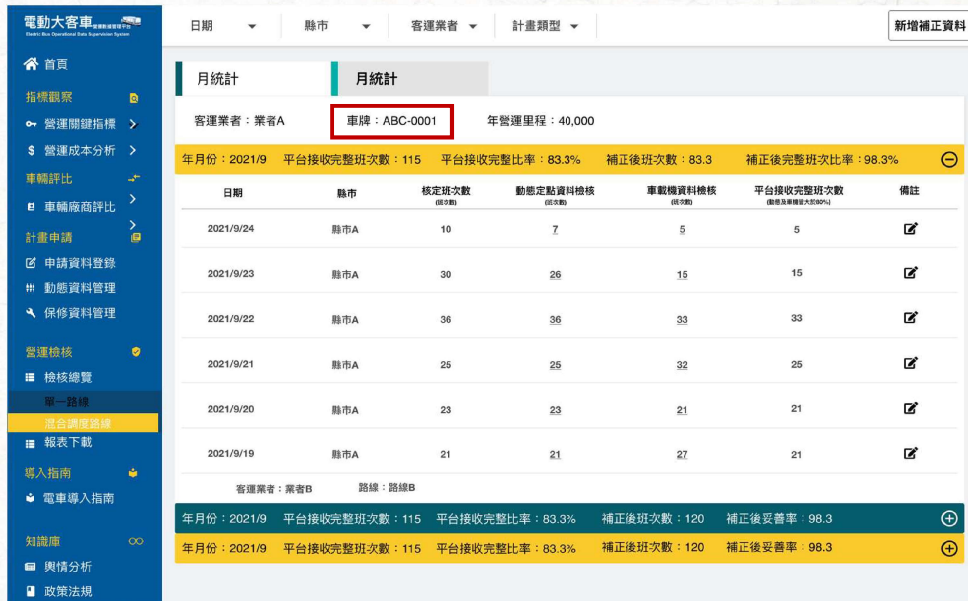 電動大客車
Electric Bus Operational Data Supervision System
日期
縣市
客運業者
計畫類型
新增補正資料
首頁
指標觀察
營運關鍵指標
$ 營運成本分析
車輛評比
車輛廠商評比
計畫申請
申請資料登錄
動態資料管理
保修資料管理
營運檢核
檢核總覽
單一路線
混合調度路線
報表下載
導入指南
電車導入指南
知識庫
輿情分析
政策法規
月統計
月統計
客運業者：業者A 車牌：ABC-0001 年營運里程：40,000
年月份：2021/9 平台接收完整班次數：115 平台接收完整比率：83.3% 補正後班次數：83.3 補正後完整班次比率：98.3%
日期 縣市 核定班次數 動態定點資料檢核 車載機資料檢核 平台接收完整班次數 備註
(班次數) (班次數) (班次數) (動態及車機皆大於80%)
2021/9/24 縣市A 10 7 5 5
2021/9/23 縣市A 30 26 15 15
2021/9/22 縣市A 36 36 33 33
2021/9/21 縣市A 25 25 32 25
2021/9/20 縣市A 23 23 21 21
2021/9/19 縣市A 21 21 27 21
客運業者：業者B 路線：路線B
年月份：2021/9 平台接收完整班次數：115 平台接收完整比率：83.3% 補正後班次數：120 補正後妥善率：98.3
年月份：2021/9 平台接收完整班次數：115 平台接收完整比率：83.3% 補正後班次數：120 補正後妥善率：98.3